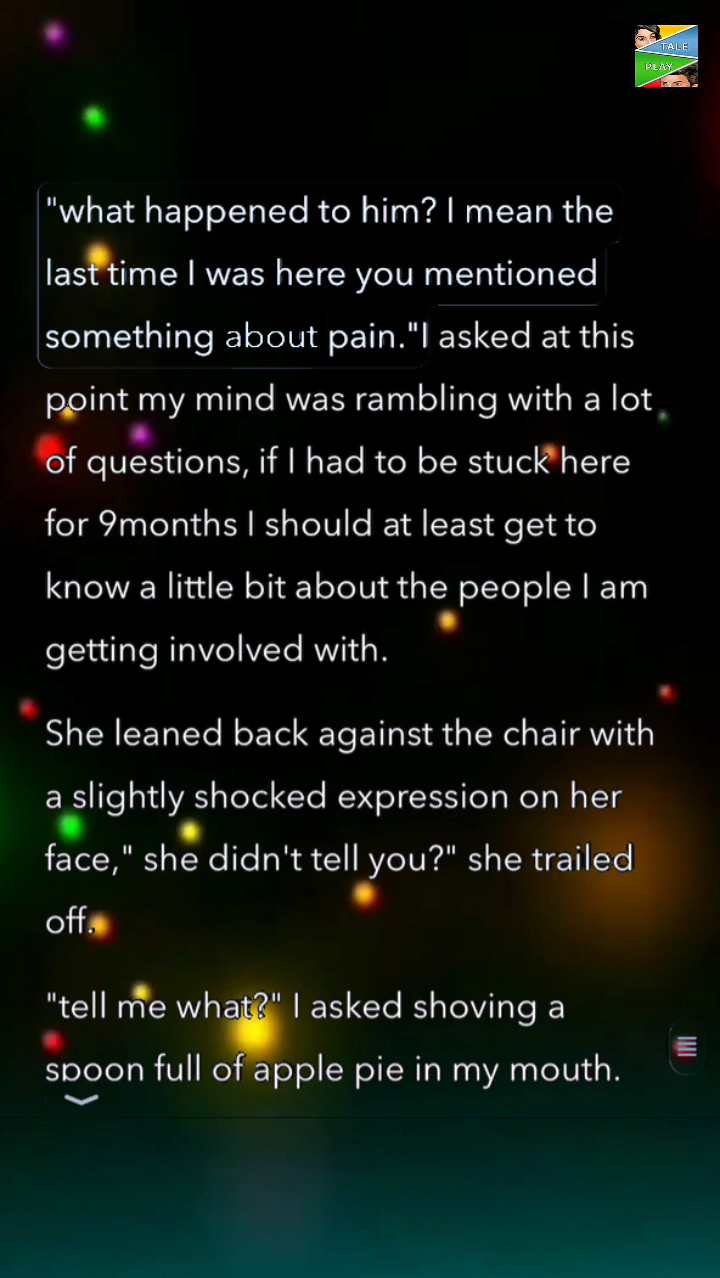 TALE
PLAY
"what happened to him? I mean the
last time I was here you mentioned
something about pain."I asked at this
point my mind was rambling with a lot
of questions, if I had to be stuck here
for 9months I should at least get to
know a little bit about the people I am
getting involved with.
She leaned back against the chair with
a slightly shocked expression on her
face," she didn't tell you?" she trailed
off.
"tell me what?" I asked shoving a
spoon full of apple pie in my mouth.